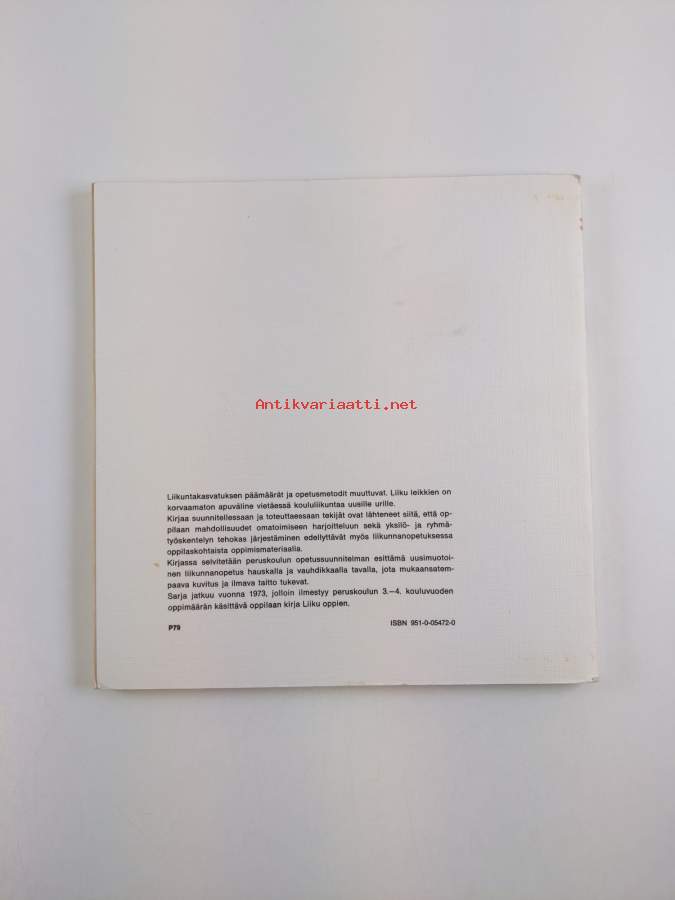 Antikvariaatti.net
Liikuntakasvatuksen päämäärät ja opetusmetodit muuttuvat. Liiku leikkien on
korvaamaton apuväline vietäessä koululiikuntaa uusille urille.
Kirjaa suunnitellessaan ja toteuttaessaan tekijät ovat lähteneet siitä, että op-
pilaan mahdollisuudet omatoimiseen harjoitteluun sekä yksilö- ja ryhmä-
työskentelyn tehokas järjestäminen edellyttävät myös liikunnanopetuksessa
oppilaskohtaista oppimismateriaalia.
Kirjassa selvitetään peruskoulun opetussuunnitelman esittämä uusimuotoi-
nen liikunnanopetus hauskalla ja vauhdikkaalla tavalla, jota mukaansatem-
paava kuvitus ja ilmava taitto tukevat.
Sarja jatkuu vuonna 1973, jolloin ilmestyy peruskoulun 3.—4. kouluvuoden
oppimäärän käsittävä oppilaan kirja Liiku oppien.
P79 ISBN 951-0-05472-0